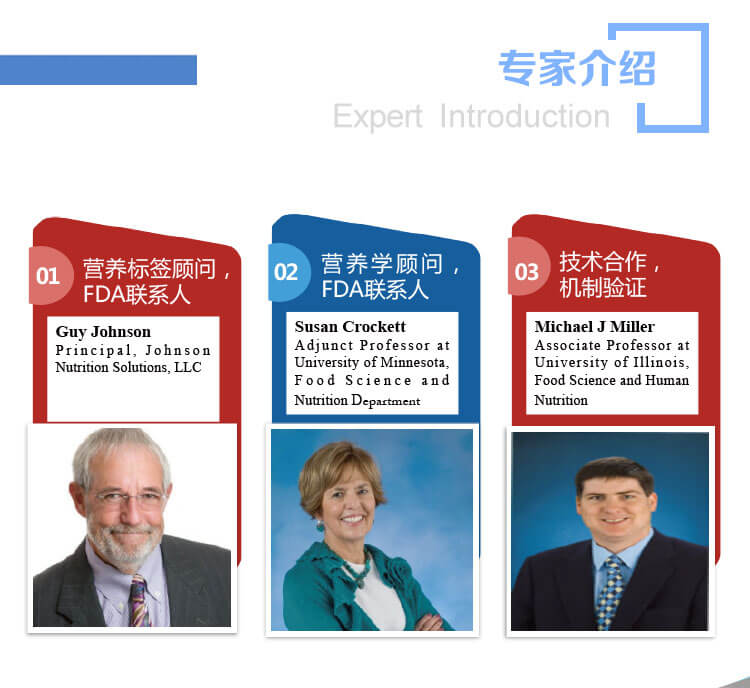 专家介绍
Expert Introduction
01
营养标签顾问，
FDA联系人
Guy Johnson
Principal, Johnson
Nutrition Solutions, LLC
02
营养学顾问，
FDA联系人
Susan Crockett
Adjunct Professor at
University of Minnesota,
Food Science and
Nutrition Department
03
技术合作，
机制验证
Michael J Miller
Associate Professor at
University of Illinois,
Food Science and Human
Nutrition